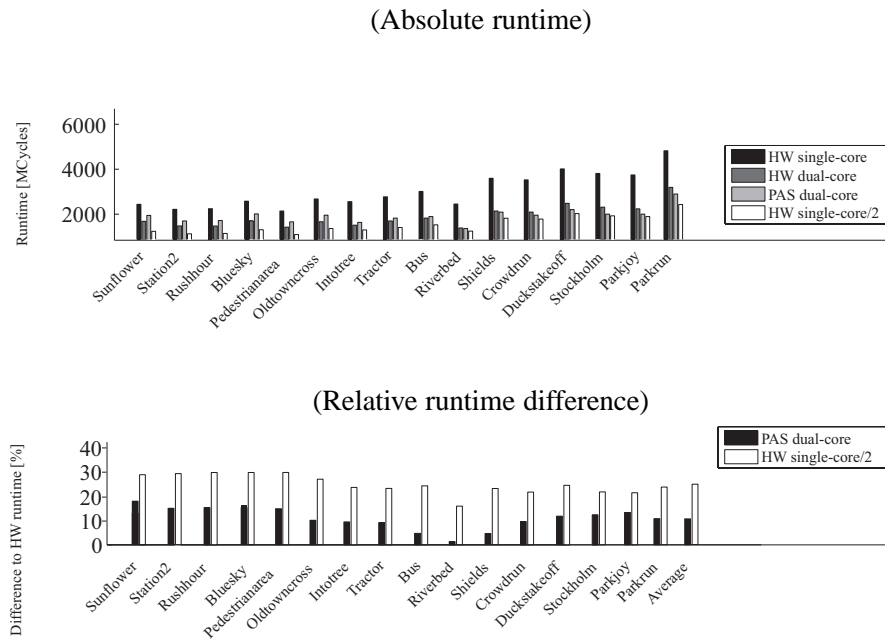 (Absolute runtime)
Runtime [MCycles]
6000
4000
2000
HW single-core
HW dual-core
PAS dual-core
HW single-core/2
Sunflower
Station2
Rushhour
Bluesky
Pedestrianarea
Oldtowncross
Intotree
Tractor
Bus
Riverbed
Shields
Crowdrun
Duckstakeoff
Stockholm
Parkjoy
Parkrun
(Relative runtime difference)
Difference to HW runtime [%]
40
30
20
10
0
PAS dual-core
HW single-core/2
Sunflower
Station2
Rushhour
Bluesky
Pedestrianarea
Oldtowncross
Intotree
Tractor
Bus
Riverbed
Shields
Crowdrun
Duckstakeoff
Stockholm
Parkjoy
Parkrun
Average